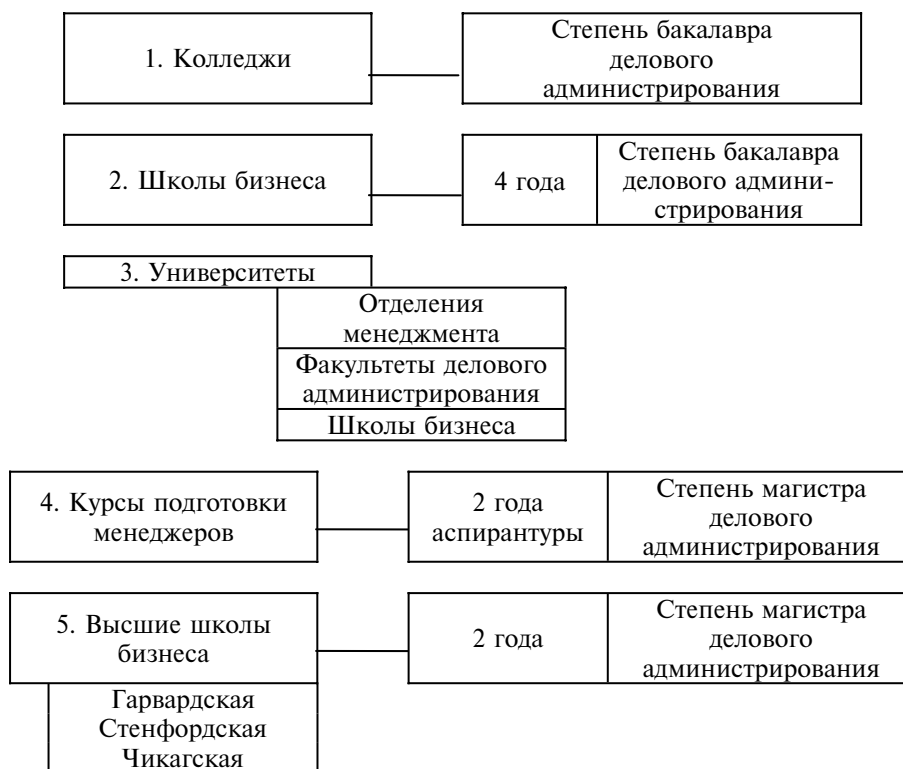 1. Колледжи
Степень бакалавра
делового
администрирования
2. Школы бизнеса
4 года
Степень бакалавра
делового админи-
стрирования
3. Университеты
Отделения
менеджмента
Факультеты делового
администрирования
Школы бизнеса
4. Курсы подготовки
менеджеров
2 года
аспирантуры
Степень магистра
делового
администрирования
5. Высшие школы
бизнеса
2 года
Степень магистра
делового
администрирования
Гарвардская
Стенфордская
Чикагская